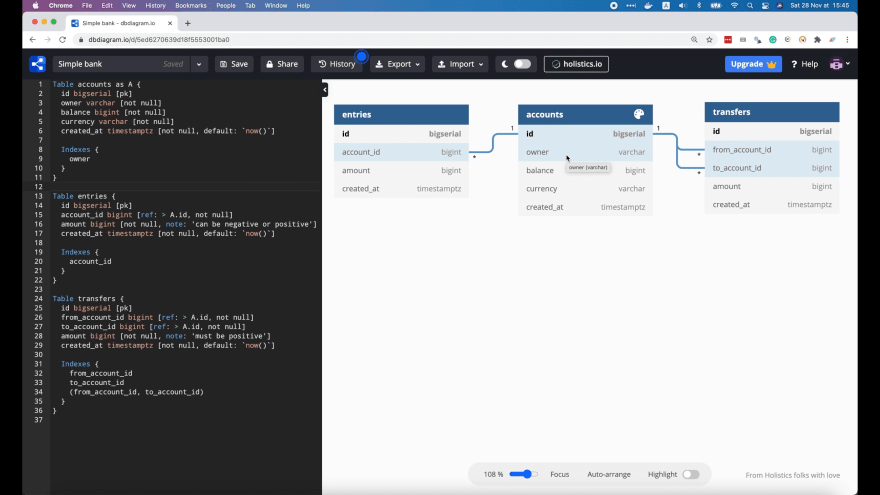 Chrome File Edit View History Bookmarks People Tab Window Help
Sat 28 Nov at 15:45
Simple bank - dbdiagram.io
dbdiagram.io/d/5ed6270639d18f5553001ba0
Simple bank Saved Save Share History Export Import holistics.io Upgrade Help
1 Table accounts as A {
2 id bigserial [pk]
3 owner varchar [not null]
4 balance bigint [not null]
5 currency varchar [not null]
6 created_at timestamptz [not null, default: `now()`]
7
8 Indexes {
9 owner
10 }
11 }
12
13 Table entries {
14 id bigserial [pk]
15 account_id bigint [ref: > A.id, not null]
16 amount bigint [not null, note: 'can be negative or positive']
17 created_at timestamptz [not null, default: `now()`]
18
19 Indexes {
20 account_id
21 }
22 }
23
24 Table transfers {
25 id bigserial [pk]
26 from_account_id bigint [ref: > A.id, not null]
27 to_account_id bigint [ref: > A.id, not null]
28 amount bigint [not null, note: 'must be positive']
29 created_at timestamptz [not null, default: `now()`]
30
31 Indexes {
32 from_account_id
33 to_account_id
34 (from_account_id, to_account_id)
35 }
36 }
37
entries
id bigserial
account_id bigint
amount bigint
created_at timestamptz
*
1
accounts
id bigserial
owner varchar
owner (varchar)
balance bigint
currency varchar
created_at timestamptz
1
*
*
transfers
id bigserial
from_account_id bigint
to_account_id bigint
amount bigint
created_at timestamptz
108 % Focus Auto-arrange Highlight
From Holistics folks with love